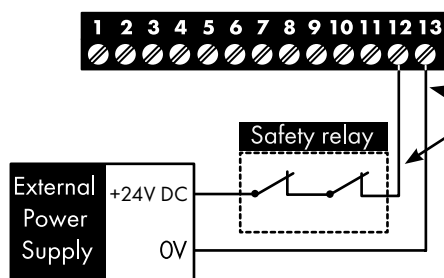 1 2 3 4 5 6 7 8 9 10 11 12 13
Safety relay
External
Power
Supply
+24V DC
0V